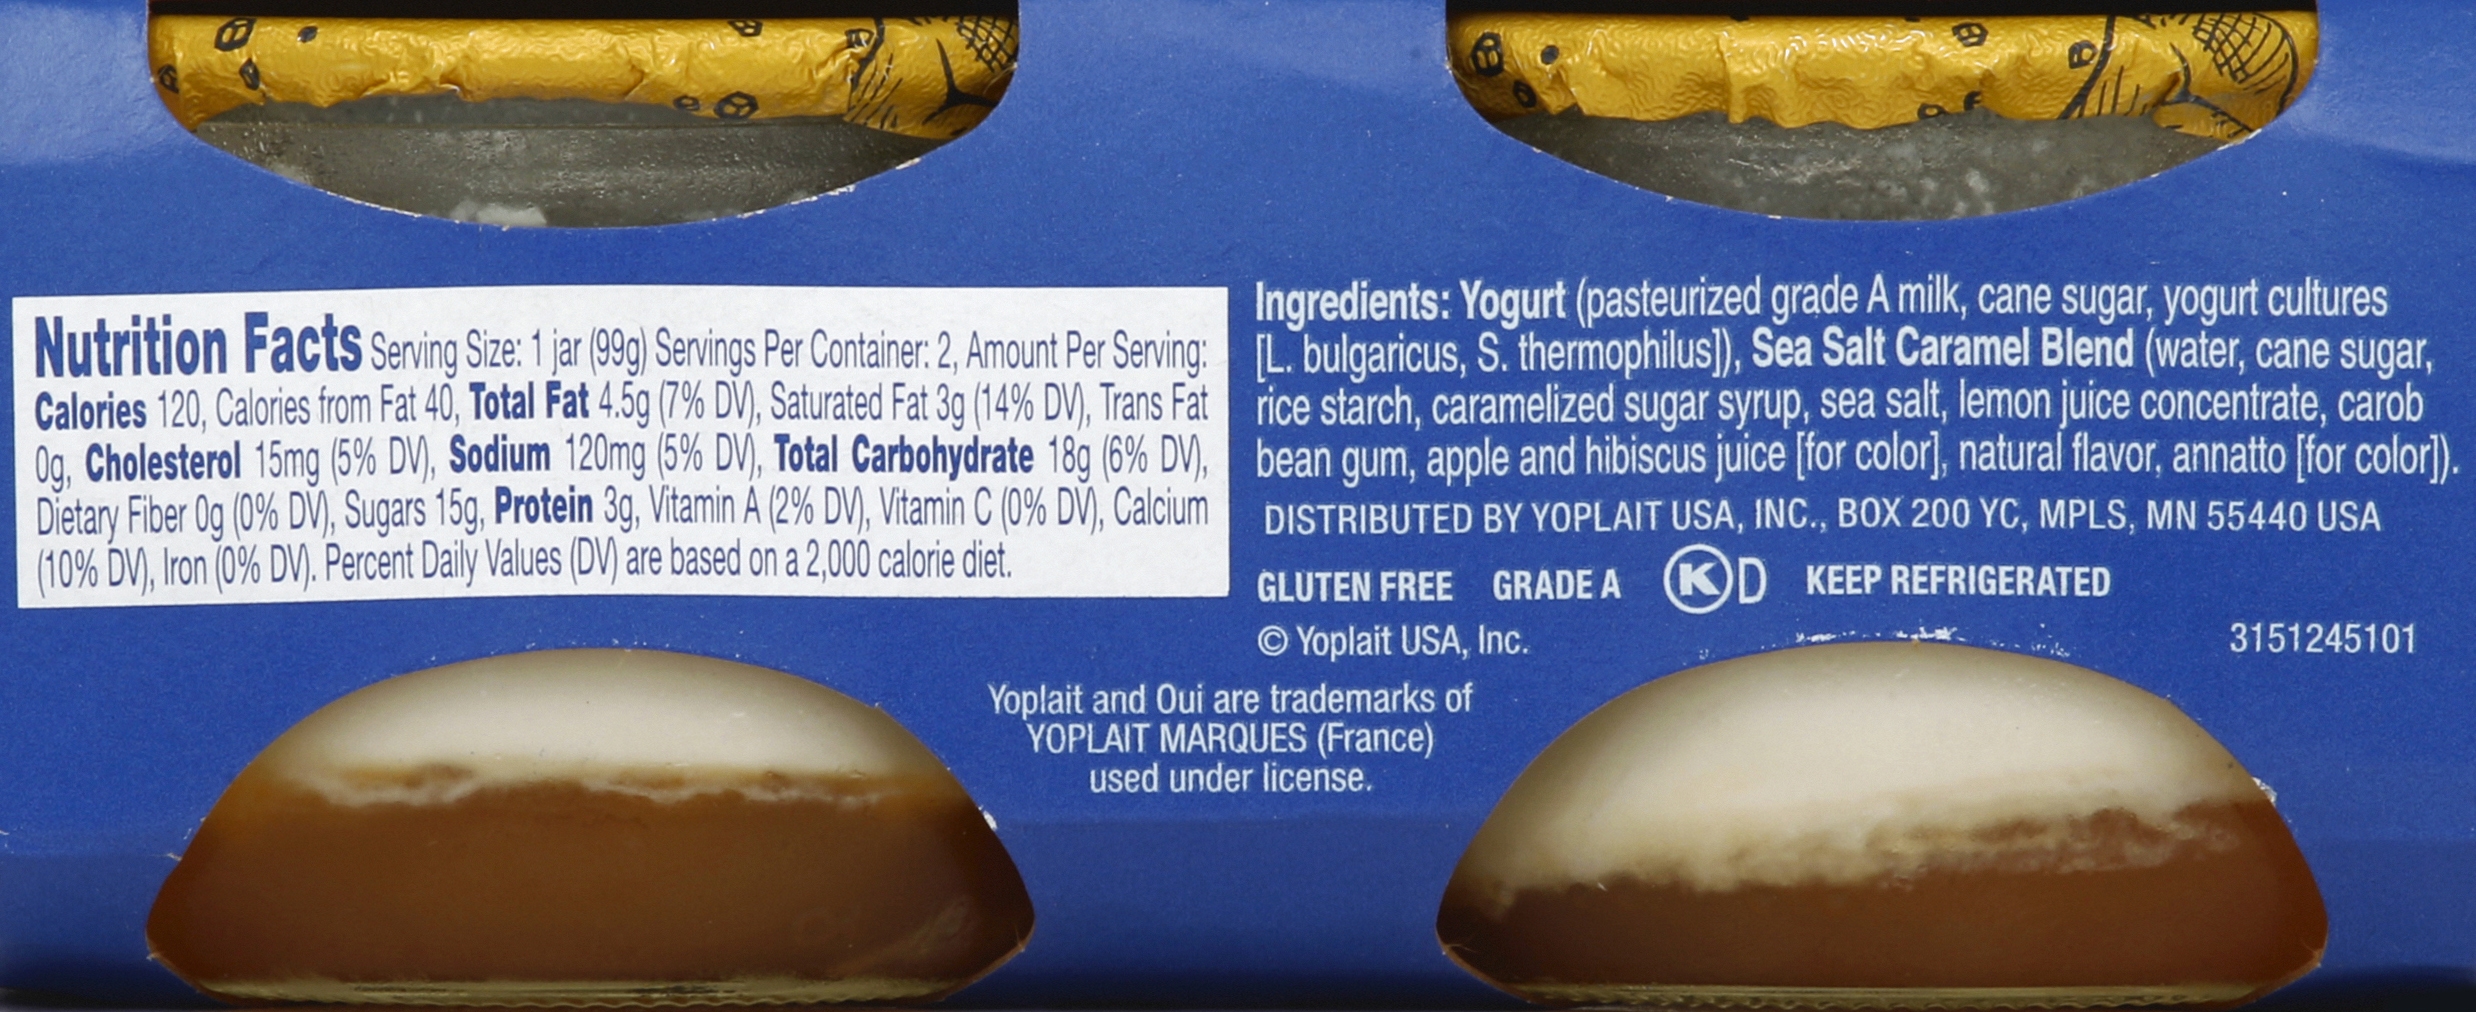 Nutrition Facts Serving Size: 1 jar (99g) Servings Per Container: 2, Amount Per Serving:
Calories 120, Calories from Fat 40, Total Fat 4.5g (7% DV), Saturated Fat 3g (14% DV), Trans Fat
0g, Cholesterol 15mg (5% DV), Sodium 120mg (5% DV), Total Carbohydrate 18g (6% DV),
Dietary Fiber 0g (0% DV), Sugars 15g, Protein 3g, Vitamin A (2% DV), Vitamin C (0% DV), Calcium
(10% DV), Iron (0% DV). Percent Daily Values (DV) are based on a 2,000 calorie diet.
Ingredients: Yogurt (pasteurized grade A milk, cane sugar, yogurt cultures
[L. bulgaricus, S. thermophilus]), Sea Salt Caramel Blend (water, cane sugar,
rice starch, caramelized sugar syrup, sea salt, lemon juice concentrate, carob
bean gum, apple and hibiscus juice [for color], natural flavor, annatto [for color]).
DISTRIBUTED BY YOPLAIT USA, INC., BOX 200 YC, MPLS, MN 55440 USA
GLUTEN FREE GRADE A K D KEEP REFRIGERATED
© Yoplait USA, Inc.
3151245101
Yoplait and Oui are trademarks of
YOPLAIT MARQUES (France)
used under license.